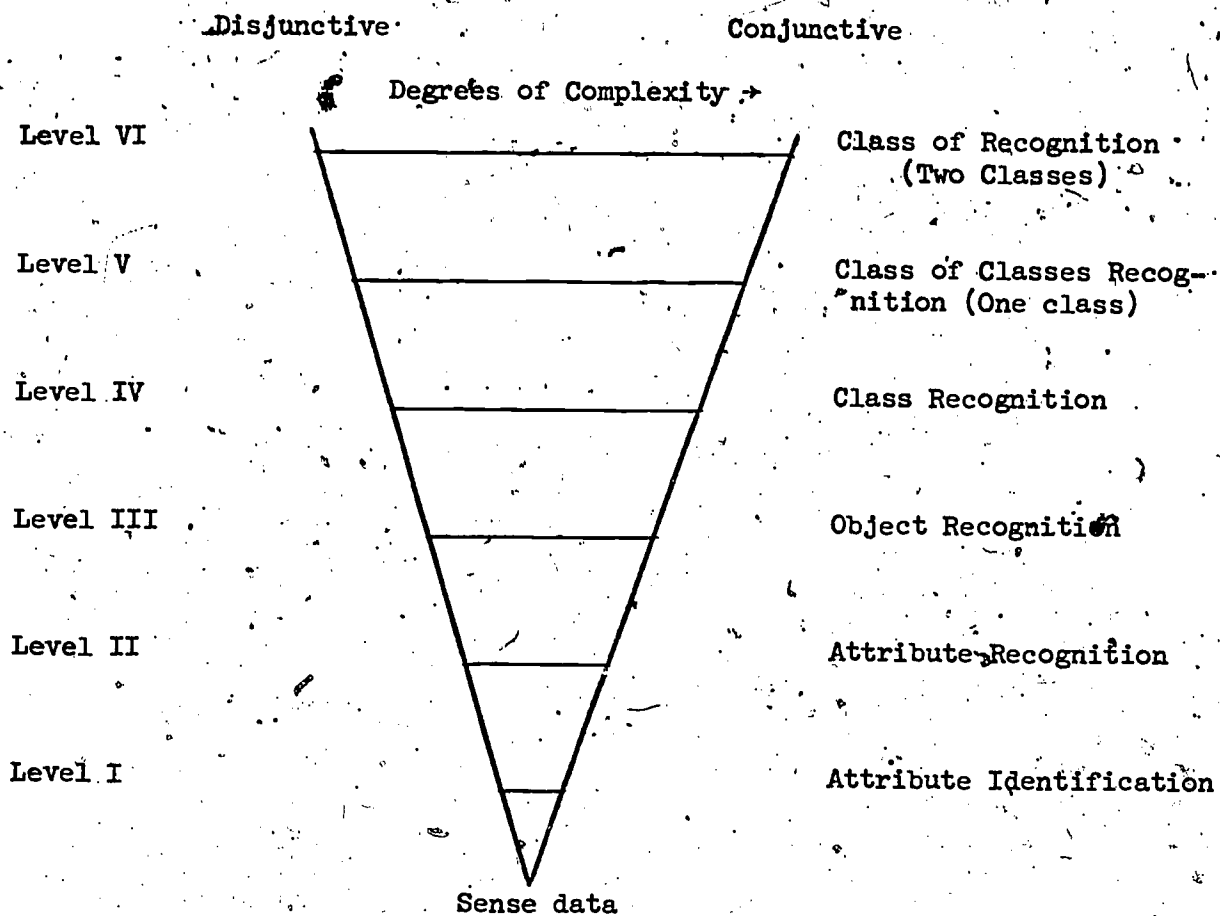 Disjunctive Conjunctive
Degrees of Complexity →
Level VI Class of Recognition
(Two Classes)
Level V Class of Classes Recog-
nition (One class)
Level IV Class Recognition
Level III Object Recognition
Level II Attribute Recognition
Level I Attribute Identification
Sense data